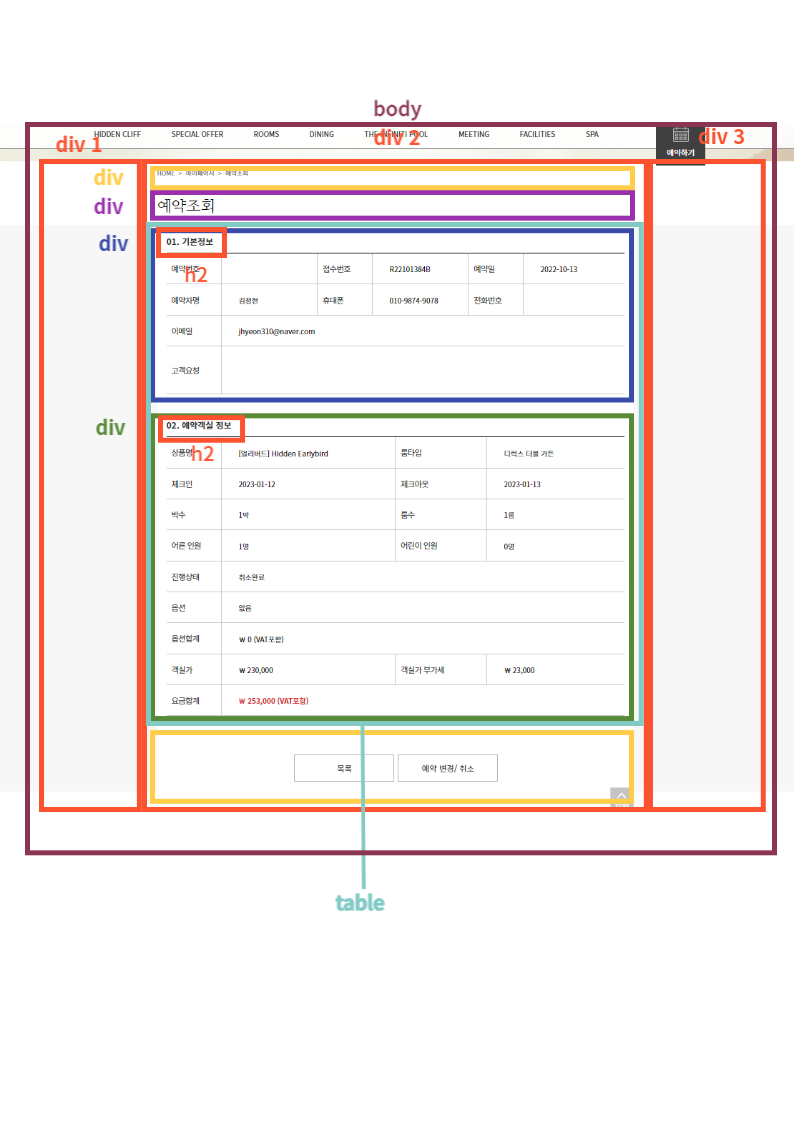 body
HIDDEN CLIFF SPECIAL OFFER ROOMS DINING THE INFINITI POOL MEETING FACILITIES SPA
div 1 div 2 div 3
예약하기
div HOME > 마이페이지 > 예약조회
div 예약조회
div 01. 기본정보
h2
예약번호 접수번호 R22101384B 예약일 2022-10-13
예약자명 김정현 휴대폰 010-9874-9078 전화번호
이메일 jhyeon310@naver.com
고객요청
div 02. 예약객실 정보
h2
상품명 [얼리버드] Hidden Earlybird 룸타입 디럭스 더블 가든
체크인 2023-01-12 체크아웃 2023-01-13
박수 1박 룸수 1룸
어른 인원 1명 어린이 인원 0명
진행상태 취소완료
옵션 없음
옵션합계 ₩ 0 (VAT포함)
객실가 ₩ 230,000 객실가 부가세 ₩ 23,000
요금합계 ₩ 253,000 (VAT포함)
목록 예약 변경/ 취소
table